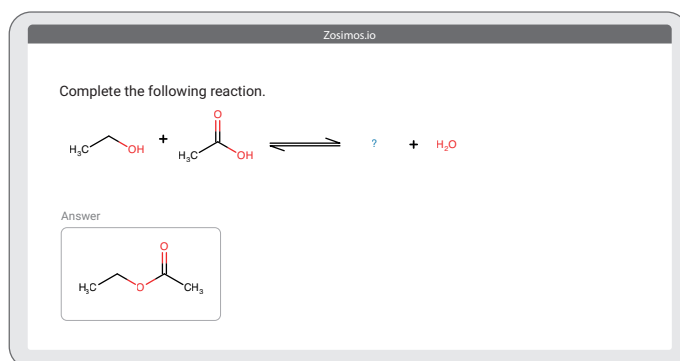 Zosimos.io
Complete the following reaction.
O
H₃C OH + H₃C OH ? + H₂O
Answer
O
H₃C O CH₃